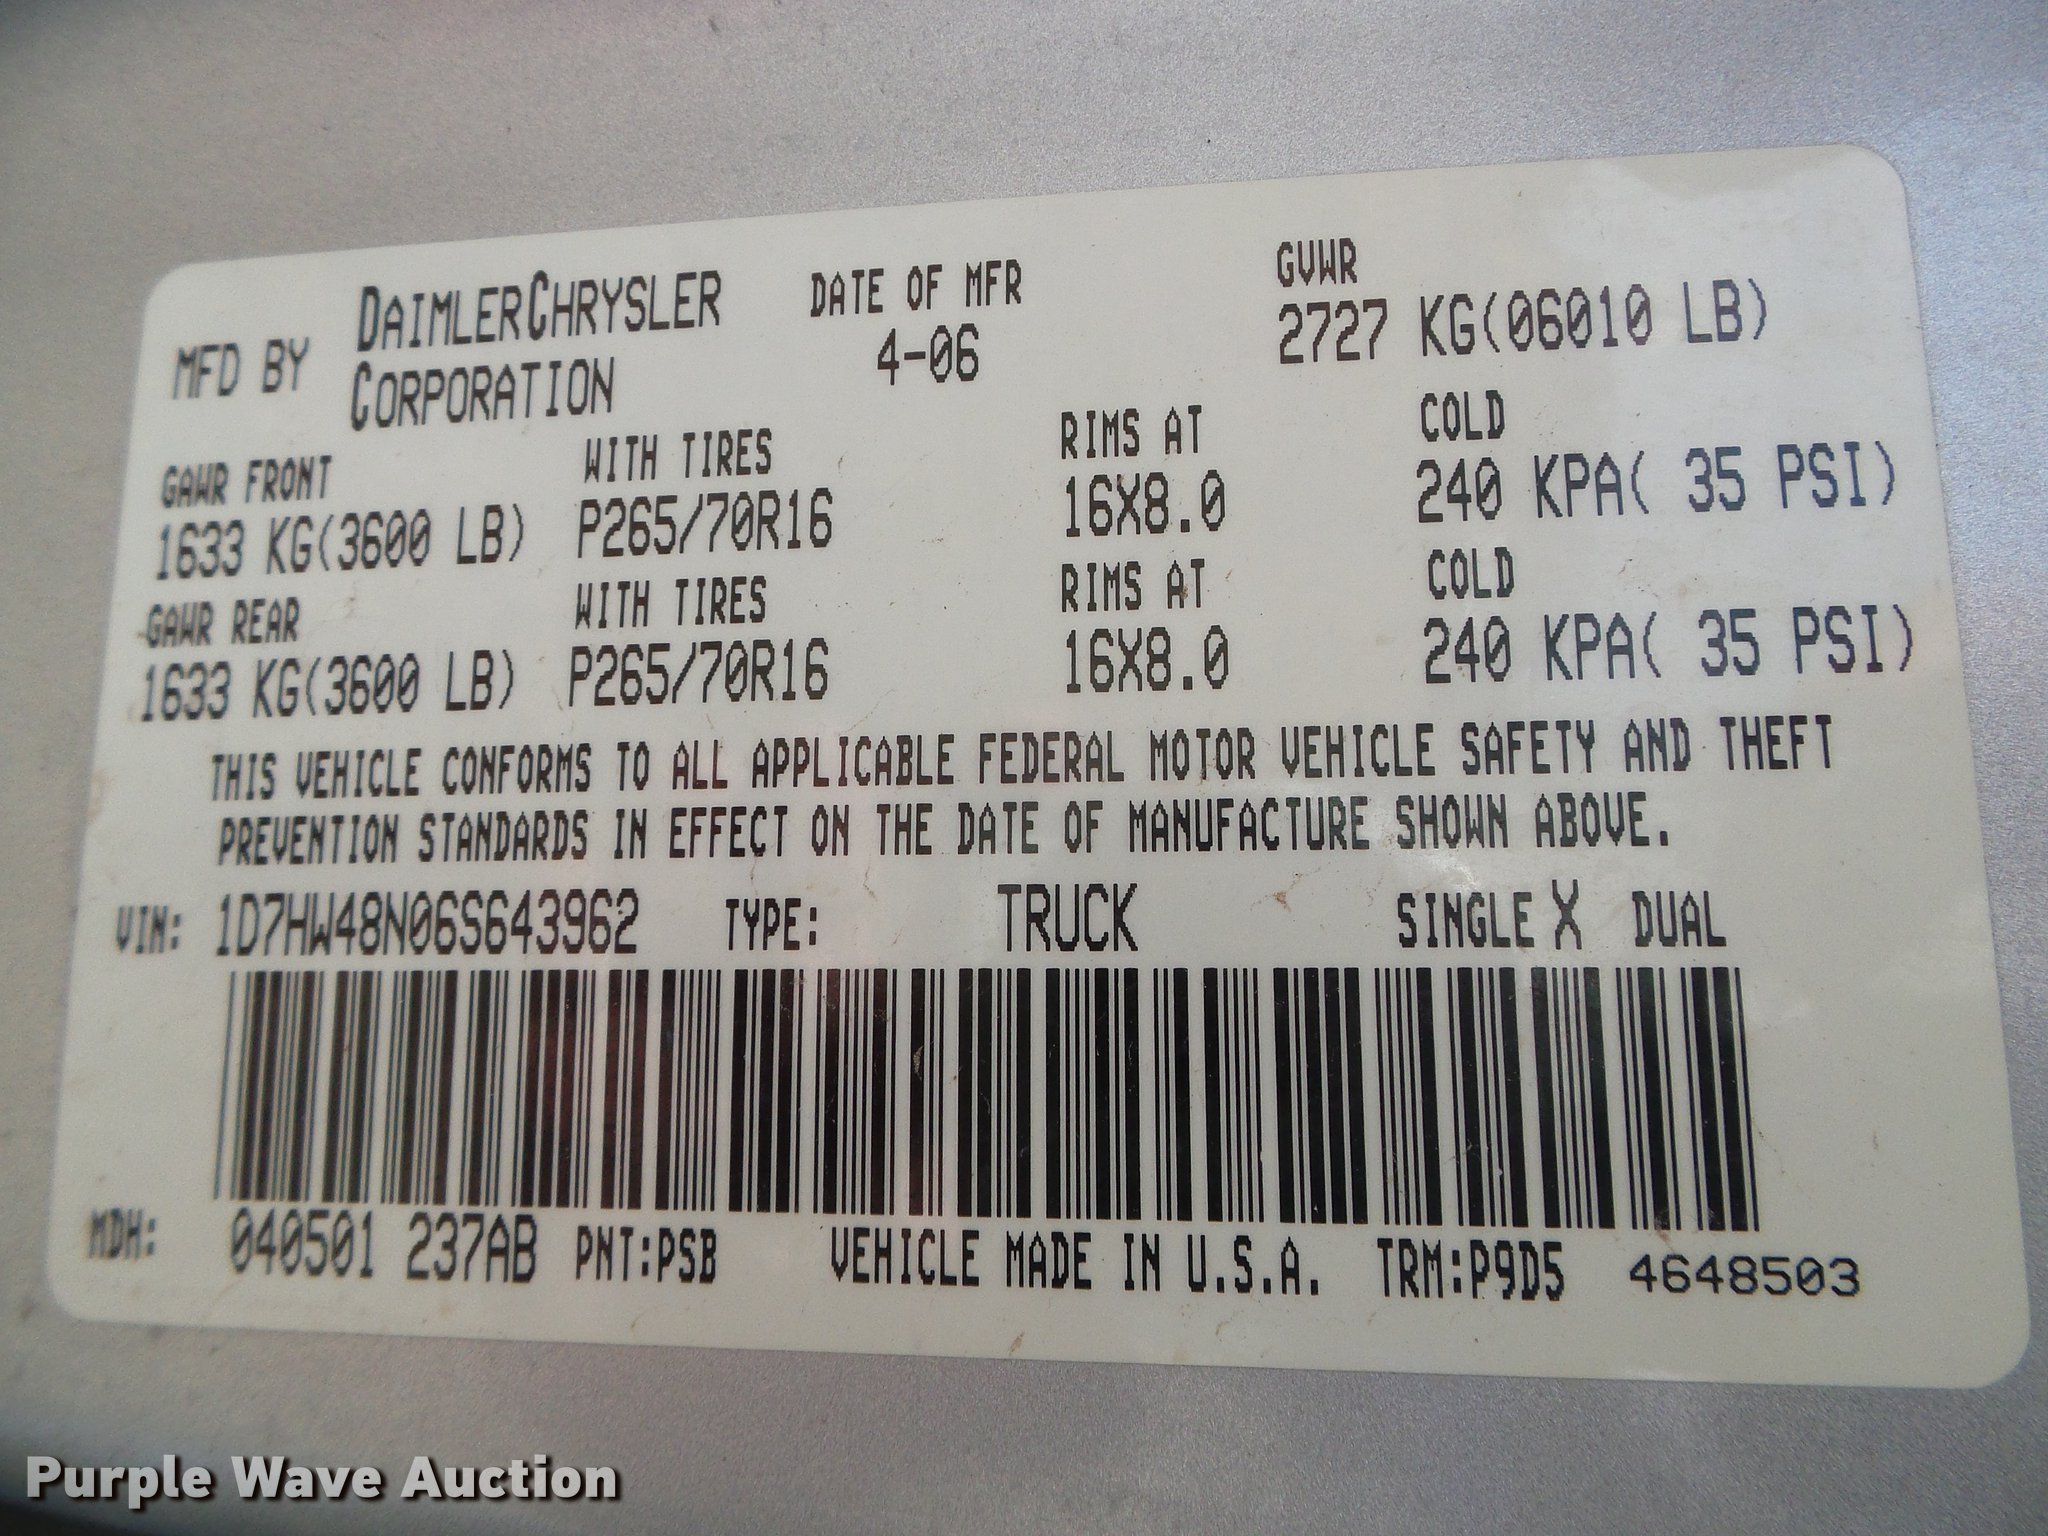 MFD BY DAIMLERCHRYSLER CORPORATION
DATE OF MFR
4-06
GVWR
2727 KG(06010 LB)
GAWR FRONT WITH TIRES RIMS AT COLD
1633 KG(3600 LB) P265/70R16 16X8.0 240 KPA( 35 PSI)
GAWR REAR WITH TIRES RIMS AT COLD
1633 KG(3600 LB) P265/70R16 16X8.0 240 KPA( 35 PSI)
THIS VEHICLE CONFORMS TO ALL APPLICABLE FEDERAL MOTOR VEHICLE SAFETY AND THEFT
PREVENTION STANDARDS IN EFFECT ON THE DATE OF MANUFACTURE SHOWN ABOVE.
VIN: 1D7HW48N06S643962 TYPE: TRUCK SINGLE X DUAL
MDH: 040501 237AB PNT:PSB VEHICLE MADE IN U.S.A. TRM:P9D5 4648503
Purple Wave Auction